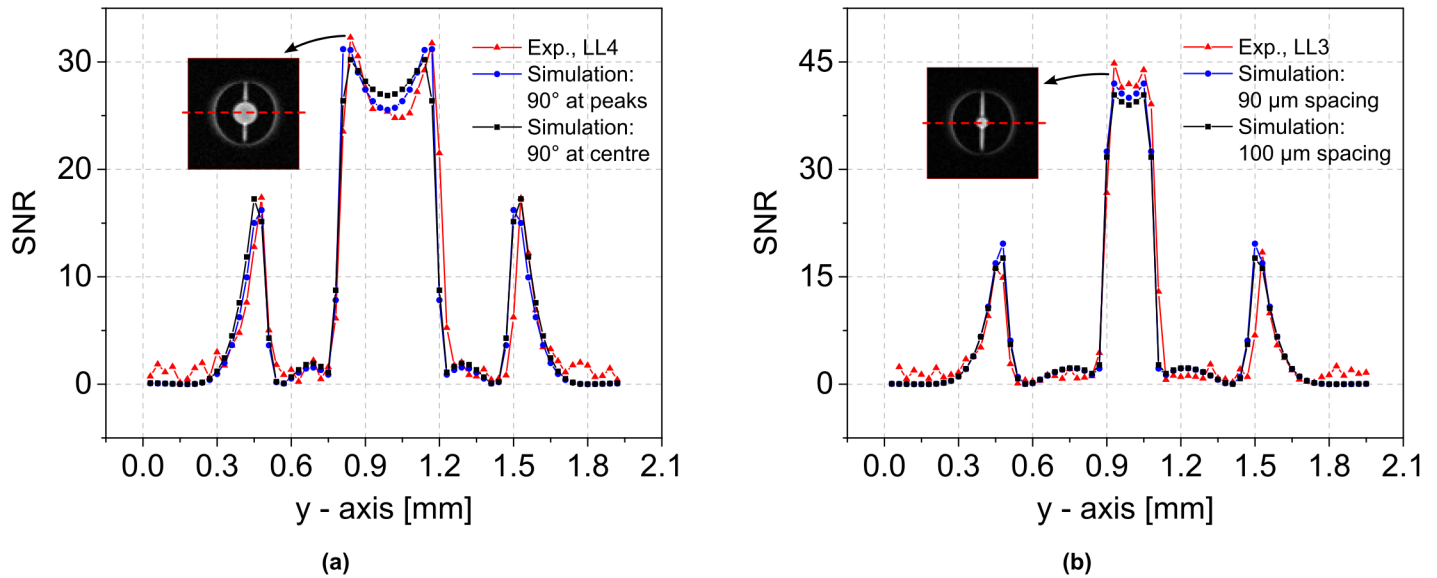 30
20
10
0
SNR
0.0 0.3 0.6 0.9 1.2 1.5 1.8 2.1
y - axis [mm]
Exp., LL4
Simulation:
90° at peaks
Simulation:
90° at centre
(a)
45
30
15
0
SNR
0.0 0.3 0.6 0.9 1.2 1.5 1.8 2.1
y - axis [mm]
Exp., LL3
Simulation:
90 µm spacing
Simulation:
100 µm spacing
(b)